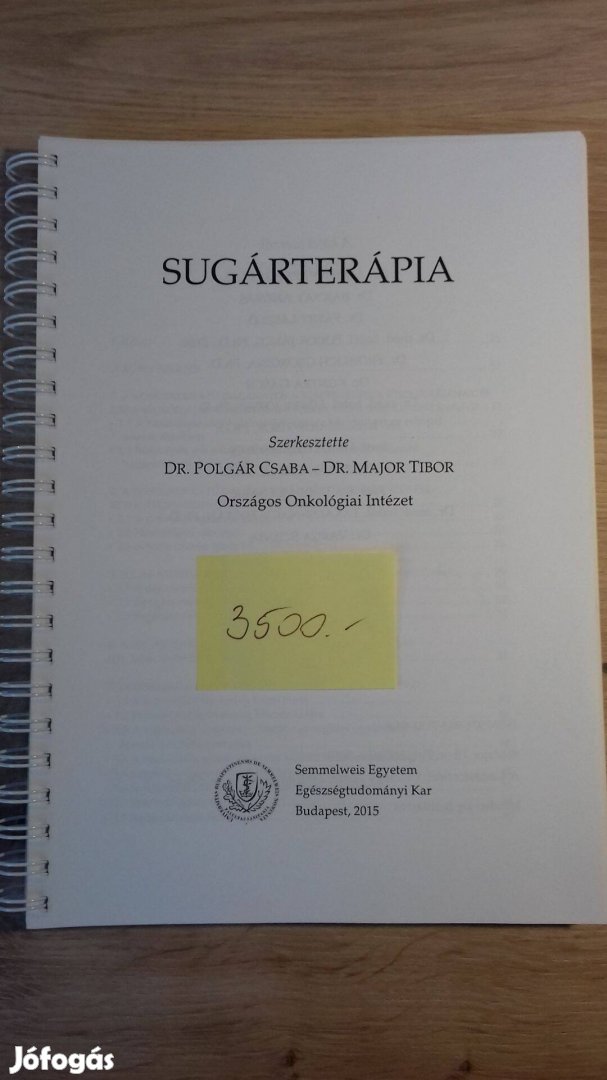 SUGÁRTERÁPIA
Szerkesztette
DR. POLGÁR CSABA – DR. MAJOR TIBOR
Országos Onkológiai Intézet
3500.-
Semmelweis Egyetem
Egészségtudományi Kar
Budapest, 2015
Jófogás